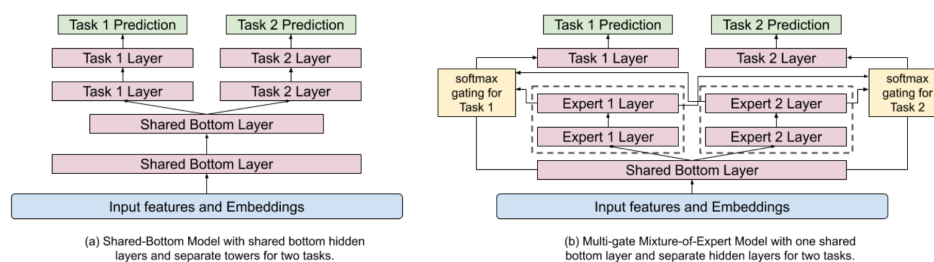 Task 1 Prediction
Task 2 Prediction
Task 1 Layer
Task 2 Layer
Task 1 Layer
Task 2 Layer
Shared Bottom Layer
Shared Bottom Layer
Input features and Embeddings
(a) Shared-Bottom Model with shared bottom hidden
layers and separate towers for two tasks.
Task 1 Prediction
Task 2 Prediction
Task 1 Layer
Task 2 Layer
softmax
gating for
Task 1
Expert 1 Layer
Expert 2 Layer
softmax
gating for
Task 2
Expert 1 Layer
Expert 2 Layer
Shared Bottom Layer
Input features and Embeddings
(b) Multi-gate Mixture-of-Expert Model with one shared
bottom layer and separate hidden layers for two tasks.